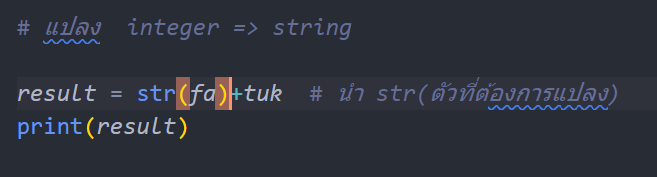 # แปลง  integer => string
result = str(fa)+tuk  # นำ str(ตัวที่ต้องการแปลง)
print(result)